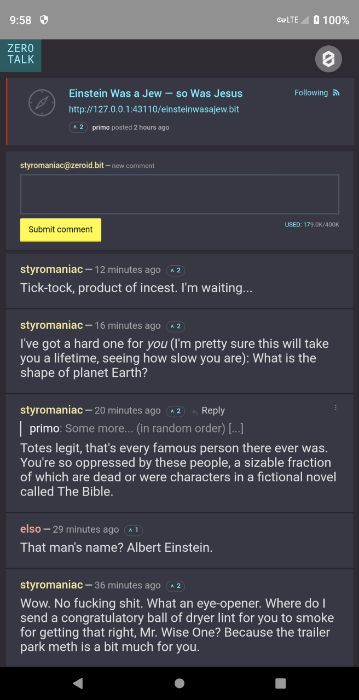 9:58
LTE
100%
ZERO
TALK
Einstein Was a Jew — so Was Jesus
Following
http://127.0.0.1:43110/einsteinwasajew.bit
2 primo posted 2 hours ago
styromaniac@zeroid.bit — new comment
Submit comment
USED: 179.0K/400K
styromaniac — 12 minutes ago 2
Tick-tock, product of incest. I'm waiting...
styromaniac — 16 minutes ago 2
I've got a hard one for you (I'm pretty sure this will take
you a lifetime, seeing how slow you are): What is the
shape of planet Earth?
styromaniac — 20 minutes ago 2 Reply
primo: Some more... (in random order) [...]
Totes legit, that's every famous person there ever was.
You're so oppressed by these people, a sizable fraction
of which are dead or were characters in a fictional novel
called The Bible.
elso — 29 minutes ago 1
That man's name? Albert Einstein.
styromaniac — 36 minutes ago 2
Wow. No fucking shit. What an eye-opener. Where do I
send a congratulatory ball of dryer lint for you to smoke
for getting that right, Mr. Wise One? Because the trailer
park meth is a bit much for you.